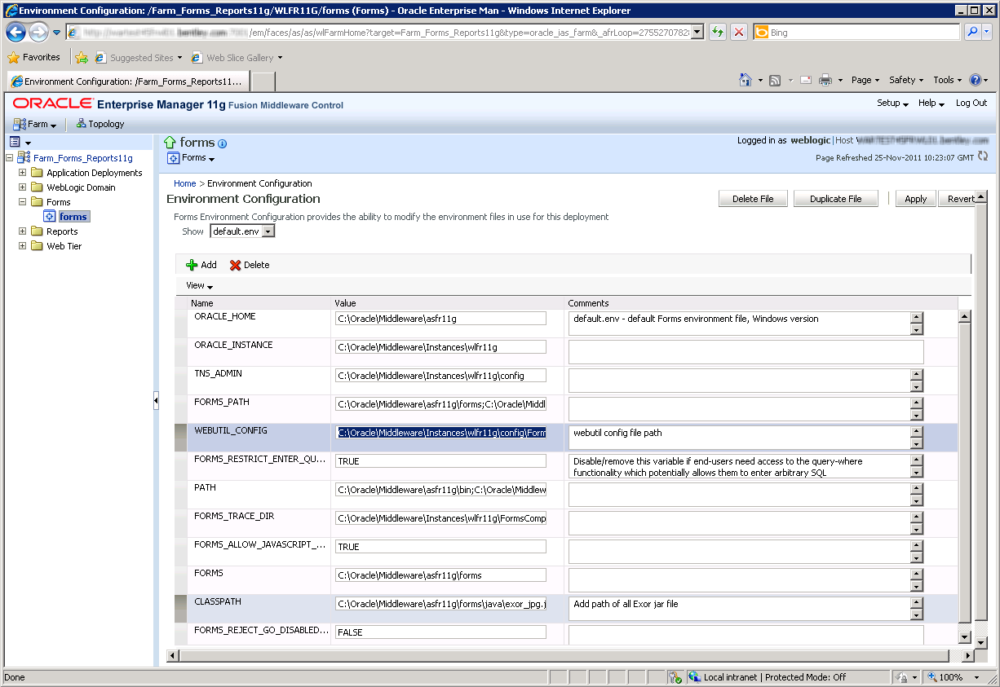 Environment Configuration: /Farm_Forms_Reports11g/WLFR11G/forms (Forms) - Oracle Enterprise Man - Windows Internet Explorer
/em/faces/as/as/wlFarmHome?target=Farm_Forms_Reports11g&type=oracle_ias_farm&_afrLoop=2755270782
Bing
Favorites Suggested Sites Web Slice Gallery
Environment Configuration: /Farm_Forms_Reports11... Page Safety Tools
ORACLE Enterprise Manager 11g Fusion Middleware Control Setup Help Log Out
Farm Topology
forms Logged in as weblogic|Host
Forms Page Refreshed 25-Nov-2011 10:23:07 GMT
Farm_Forms_Reports11g
Application Deployments
WebLogic Domain
Forms
forms
Reports
Web Tier
Home > Environment Configuration
Environment Configuration Delete File Duplicate File Apply Revert
Forms Environment Configuration provides the ability to modify the environment files in use for this deployment
Show default.env
Add Delete
View
Name Value Comments
ORACLE_HOME C:\Oracle\Middleware\asfr11g default.env - default Forms environment file, Windows version
ORACLE_INSTANCE C:\Oracle\Middleware\Instances\wlfr11g
TNS_ADMIN C:\Oracle\Middleware\Instances\wlfr11g\config
FORMS_PATH C:\Oracle\Middleware\asfr11g\forms;C:\Oracle\Middl
WEBUTIL_CONFIG C:\Oracle\Middleware\Instances\wlfr11g\config\Form webutil config file path
FORMS_RESTRICT_ENTER_QU... TRUE Disable/remove this variable if end-users need access to the query-where
functionality which potentially allows them to enter arbitrary SQL
PATH C:\Oracle\Middleware\asfr11g\bin;C:\Oracle\Middlew
FORMS_TRACE_DIR C:\Oracle\Middleware\Instances\wlfr11g\FormsComp
FORMS_ALLOW_JAVASCRIPT_... TRUE
FORMS C:\Oracle\Middleware\asfr11g\forms
CLASSPATH C:\Oracle\Middleware\asfr11g\forms\java\exor_jpg.j Add path of all Exor jar file
FORMS_REJECT_GO_DISABLED... FALSE
Done Local intranet | Protected Mode: Off 100%